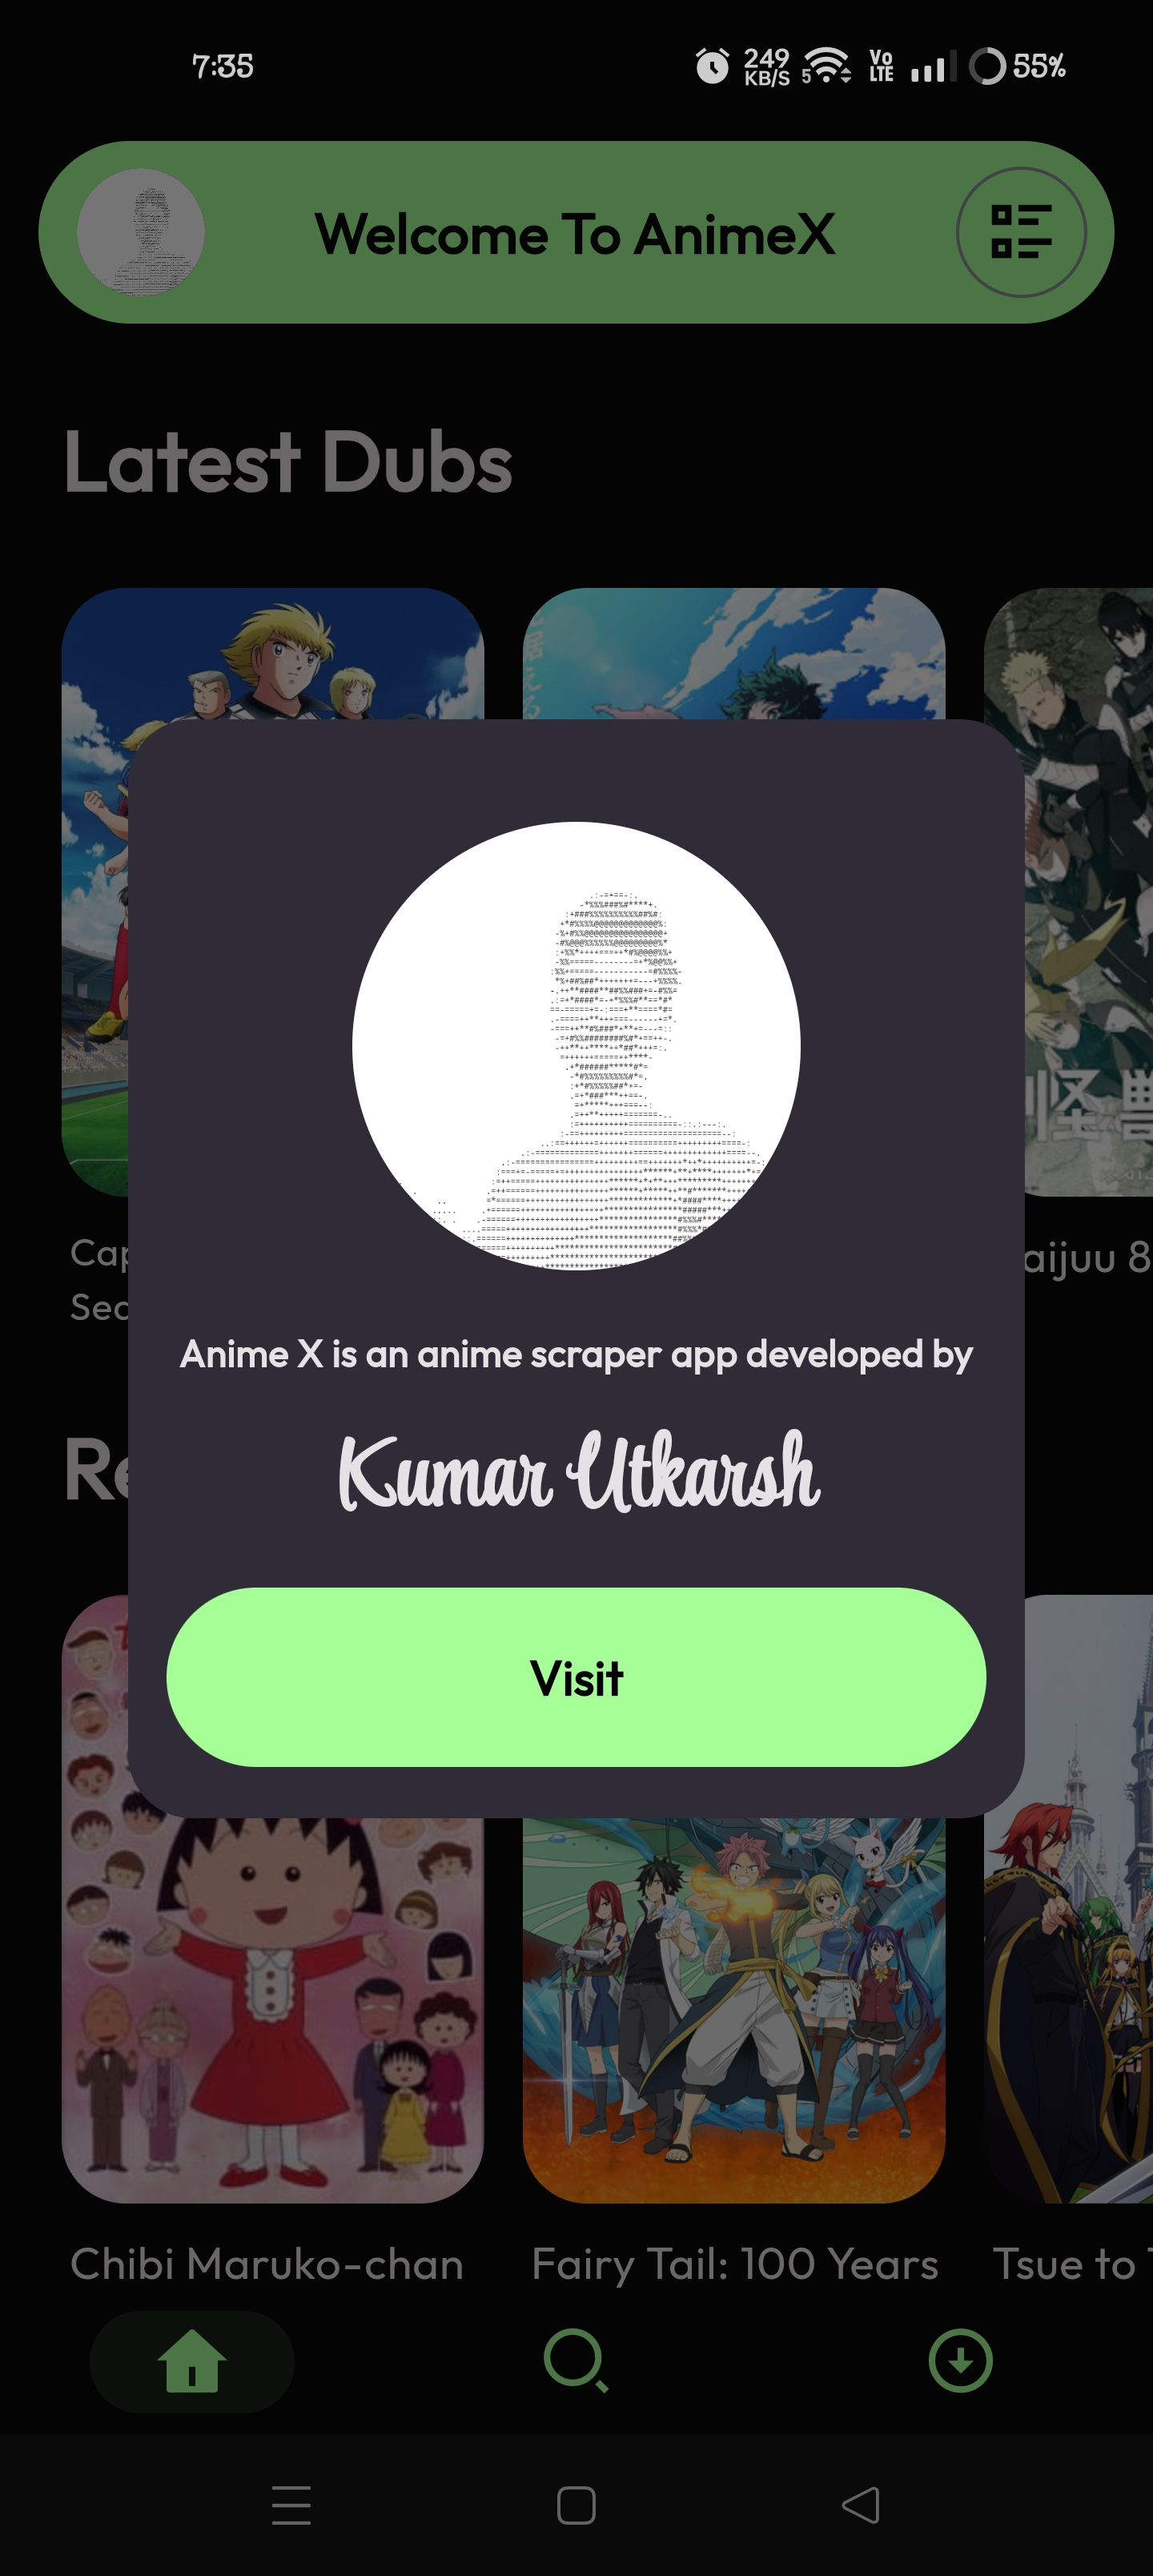 7:35
249
KB/S
5
Vo
LTE
55%
Welcome To AnimeX
Latest Dubs
怪獣
Cap
Sec
aijuu 8
Anime X is an anime scraper app developed by
Kumar Utkarsh
Re
Visit
Chibi Maruko-chan
Fairy Tail: 100 Years
Tsue to